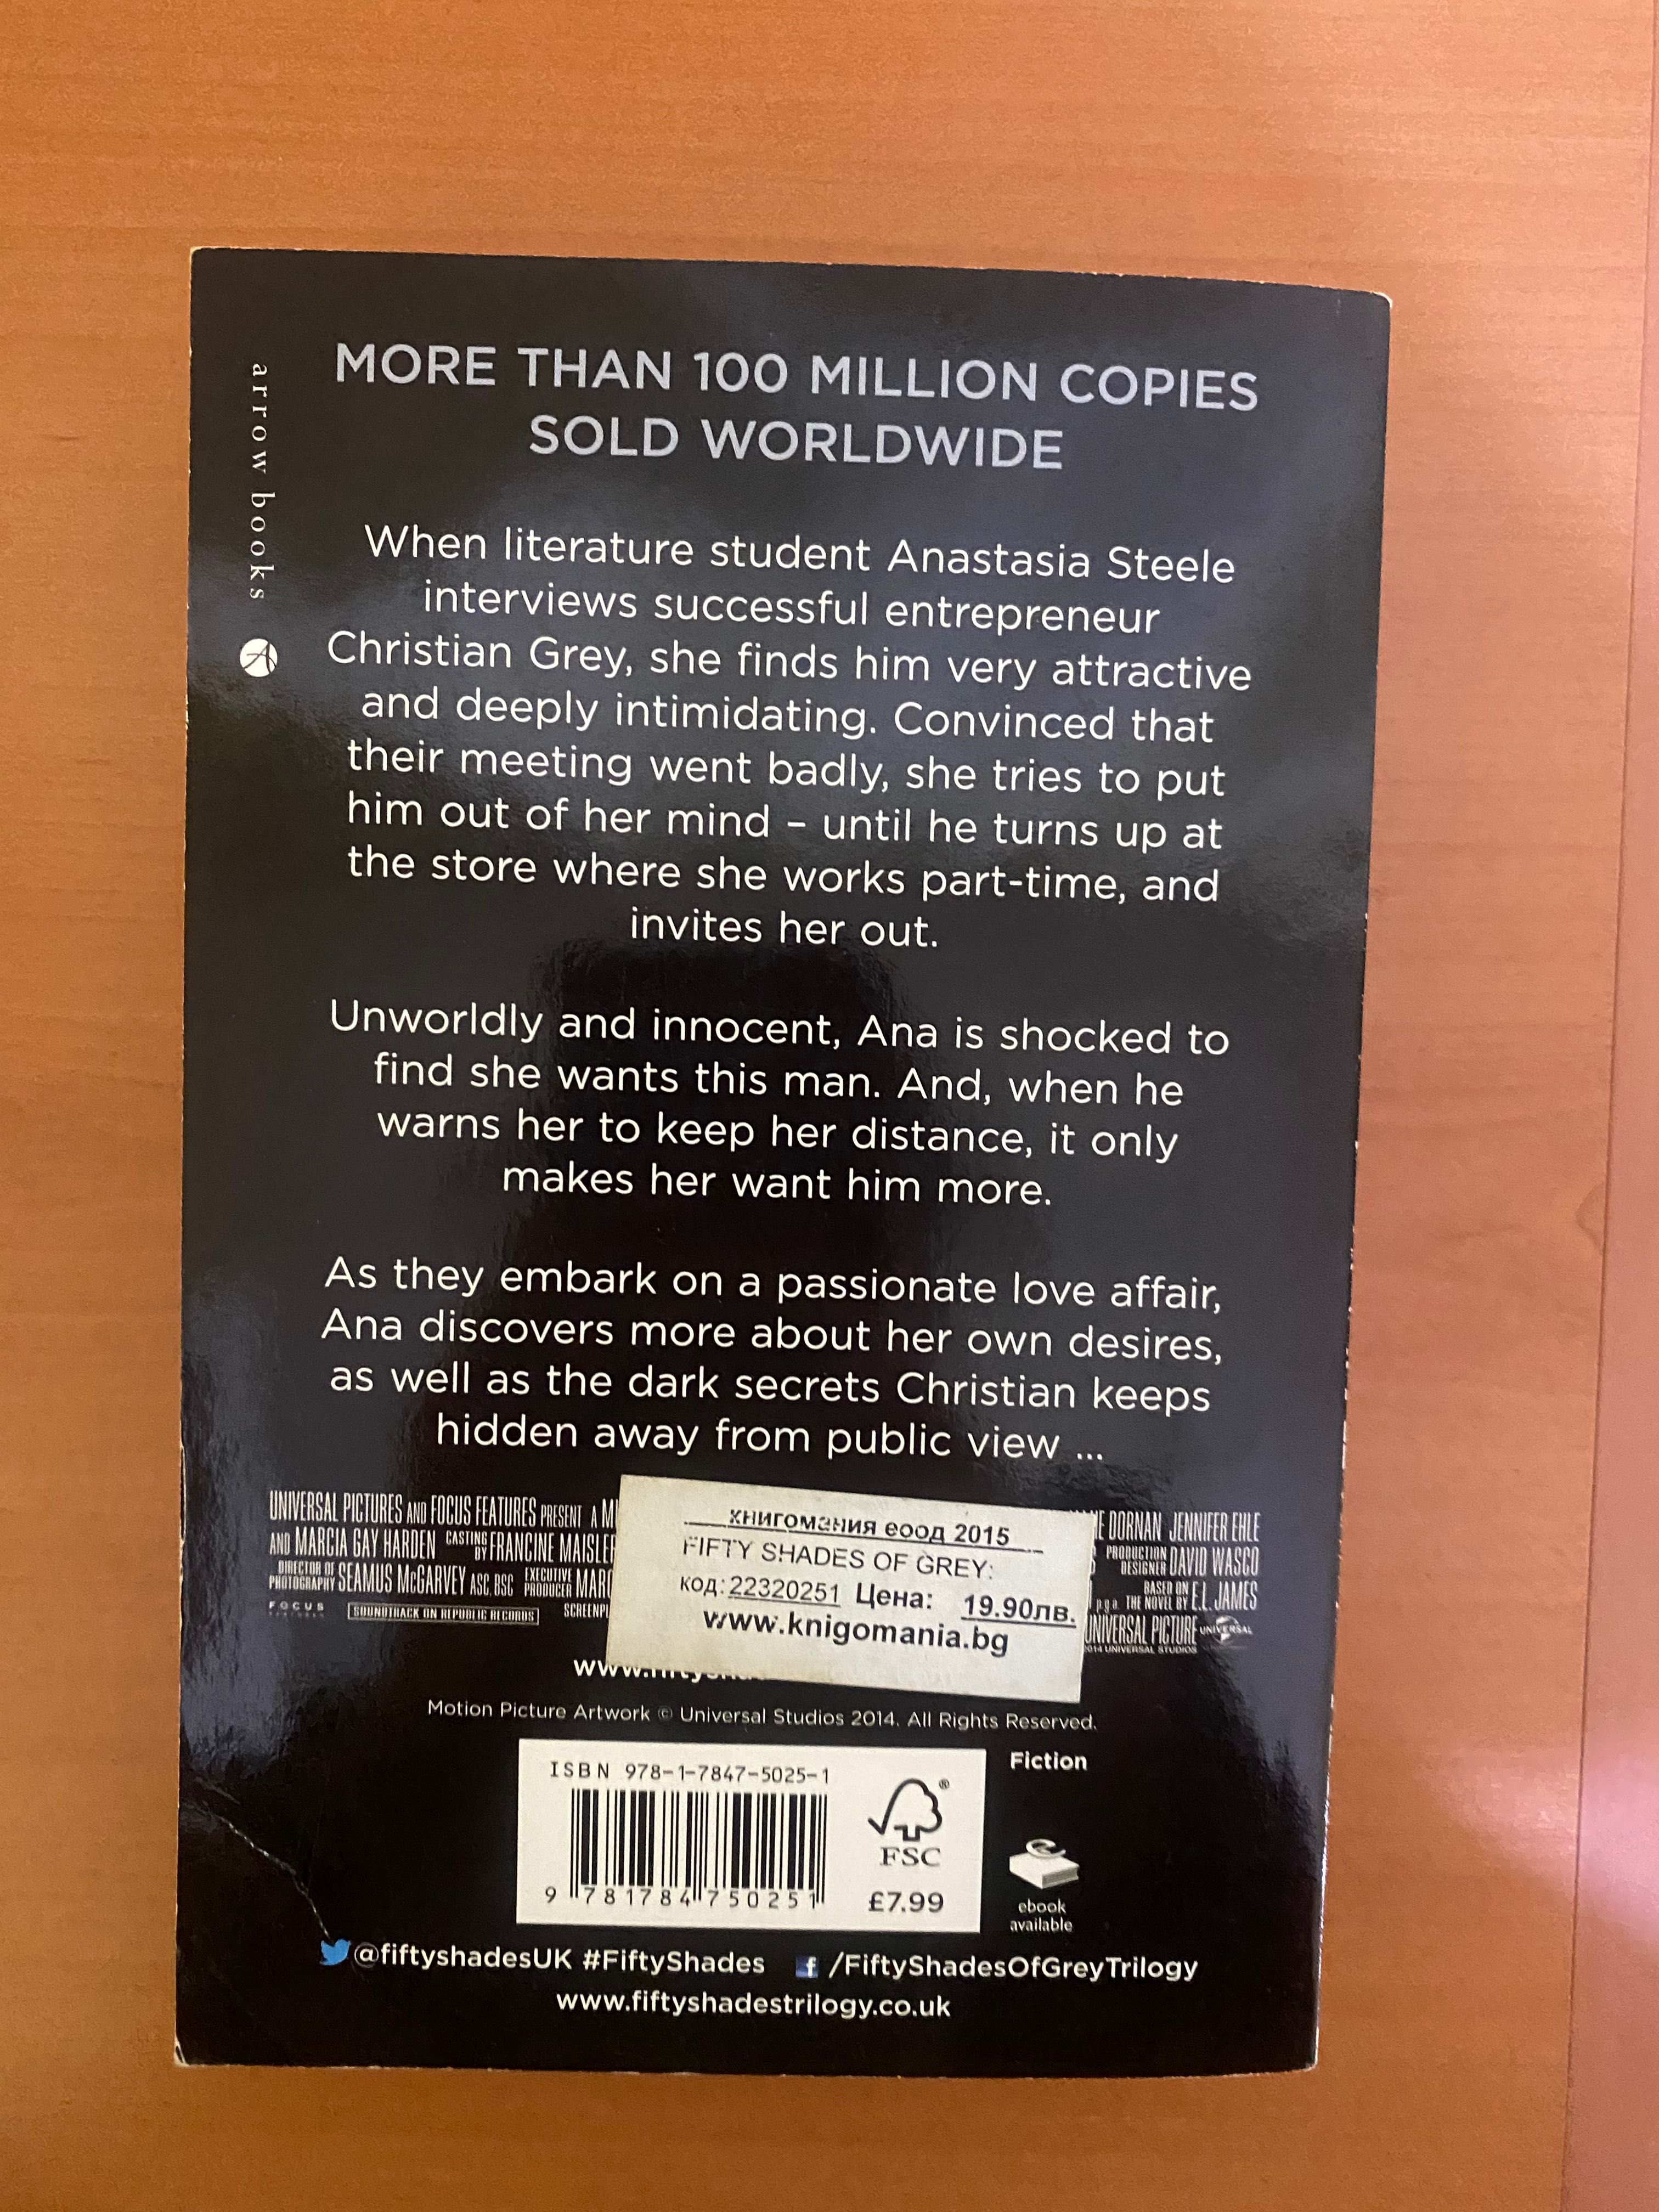 arrow books
MORE THAN 100 MILLION COPIES
SOLD WORLDWIDE
When literature student Anastasia Steele
interviews successful entrepreneur
Christian Grey, she finds him very attractive
and deeply intimidating. Convinced that
their meeting went badly, she tries to put
him out of her mind – until he turns up at
the store where she works part-time, and
invites her out.
Unworldly and innocent, Ana is shocked to
find she wants this man. And, when he
warns her to keep her distance, it only
makes her want him more.
As they embark on a passionate love affair,
Ana discovers more about her own desires,
as well as the dark secrets Christian keeps
hidden away from public view ...
UNIVERSAL PICTURES AND FOCUS FEATURES PRESENT A DORNAN JENNIFER EHLE
AND MARCIA GAY HARDEN CASTING BY FRANCINE MAISLER PRODUCTION DESIGNER DAVID WASCO
DIRECTOR OF PHOTOGRAPHY SEAMUS McGARVEY ASC, BSC EXECUTIVE PRODUCER p.g.a. BASED ON THE NOVEL BY E L JAMES
FOCUS FEATURES SOUNDTRACK ON REPUBLIC RECORDS UNIVERSAL PICTURE UNIVERSAL
UNIVERSAL STUDIOS
книгомания еоод 2015
FIFTY SHADES OF GREY:
код: 22320251 Цена: 19.90лв.
www.knigomania.bg
Motion Picture Artwork © Universal Studios 2014. All Rights Reserved.
ISBN 978-1-7847-5025-1
9 781784 750251
FSC
£7.99
Fiction
ebook
available
@fiftyshadesUK #FiftyShades f /FiftyShadesOfGreyTrilogy
www.fiftyshadestrilogy.co.uk